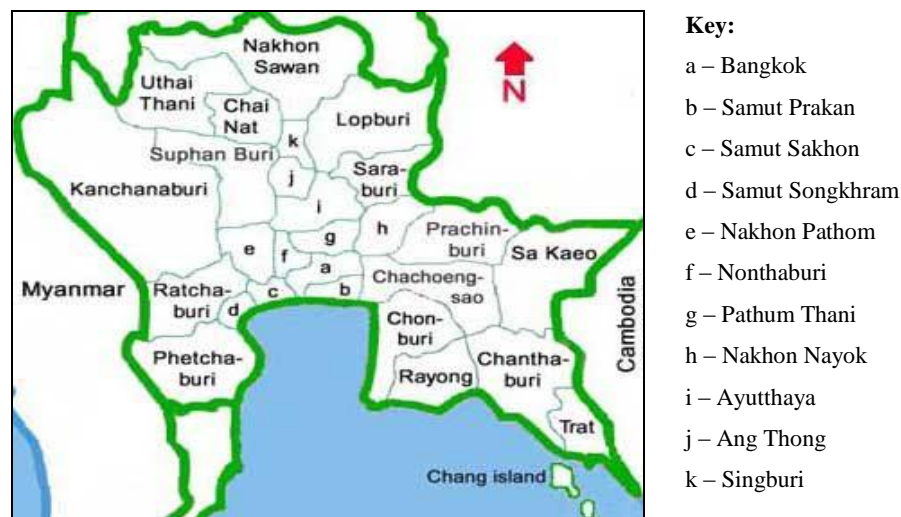 Nakhon
Sawan
Uthai
Thani
Chai
Nat
Lopburi
k
Suphan Buri
Sara-
buri
j
Kanchanaburi
i
h
Prachin-
buri
g
e
f
a
Sa Kaeo
Chachoeng-
sao
Myanmar
Ratcha-
buri
c
b
d
Chon-
buri
Phetcha-
buri
Chantha-
buri
Rayong
Cambodia
Trat
Chang island
N
Key:
a – Bangkok
b – Samut Prakan
c – Samut Sakhon
d – Samut Songkhram
e – Nakhon Pathom
f – Nonthaburi
g – Pathum Thani
h – Nakhon Nayok
i – Ayutthaya
j – Ang Thong
k – Singburi